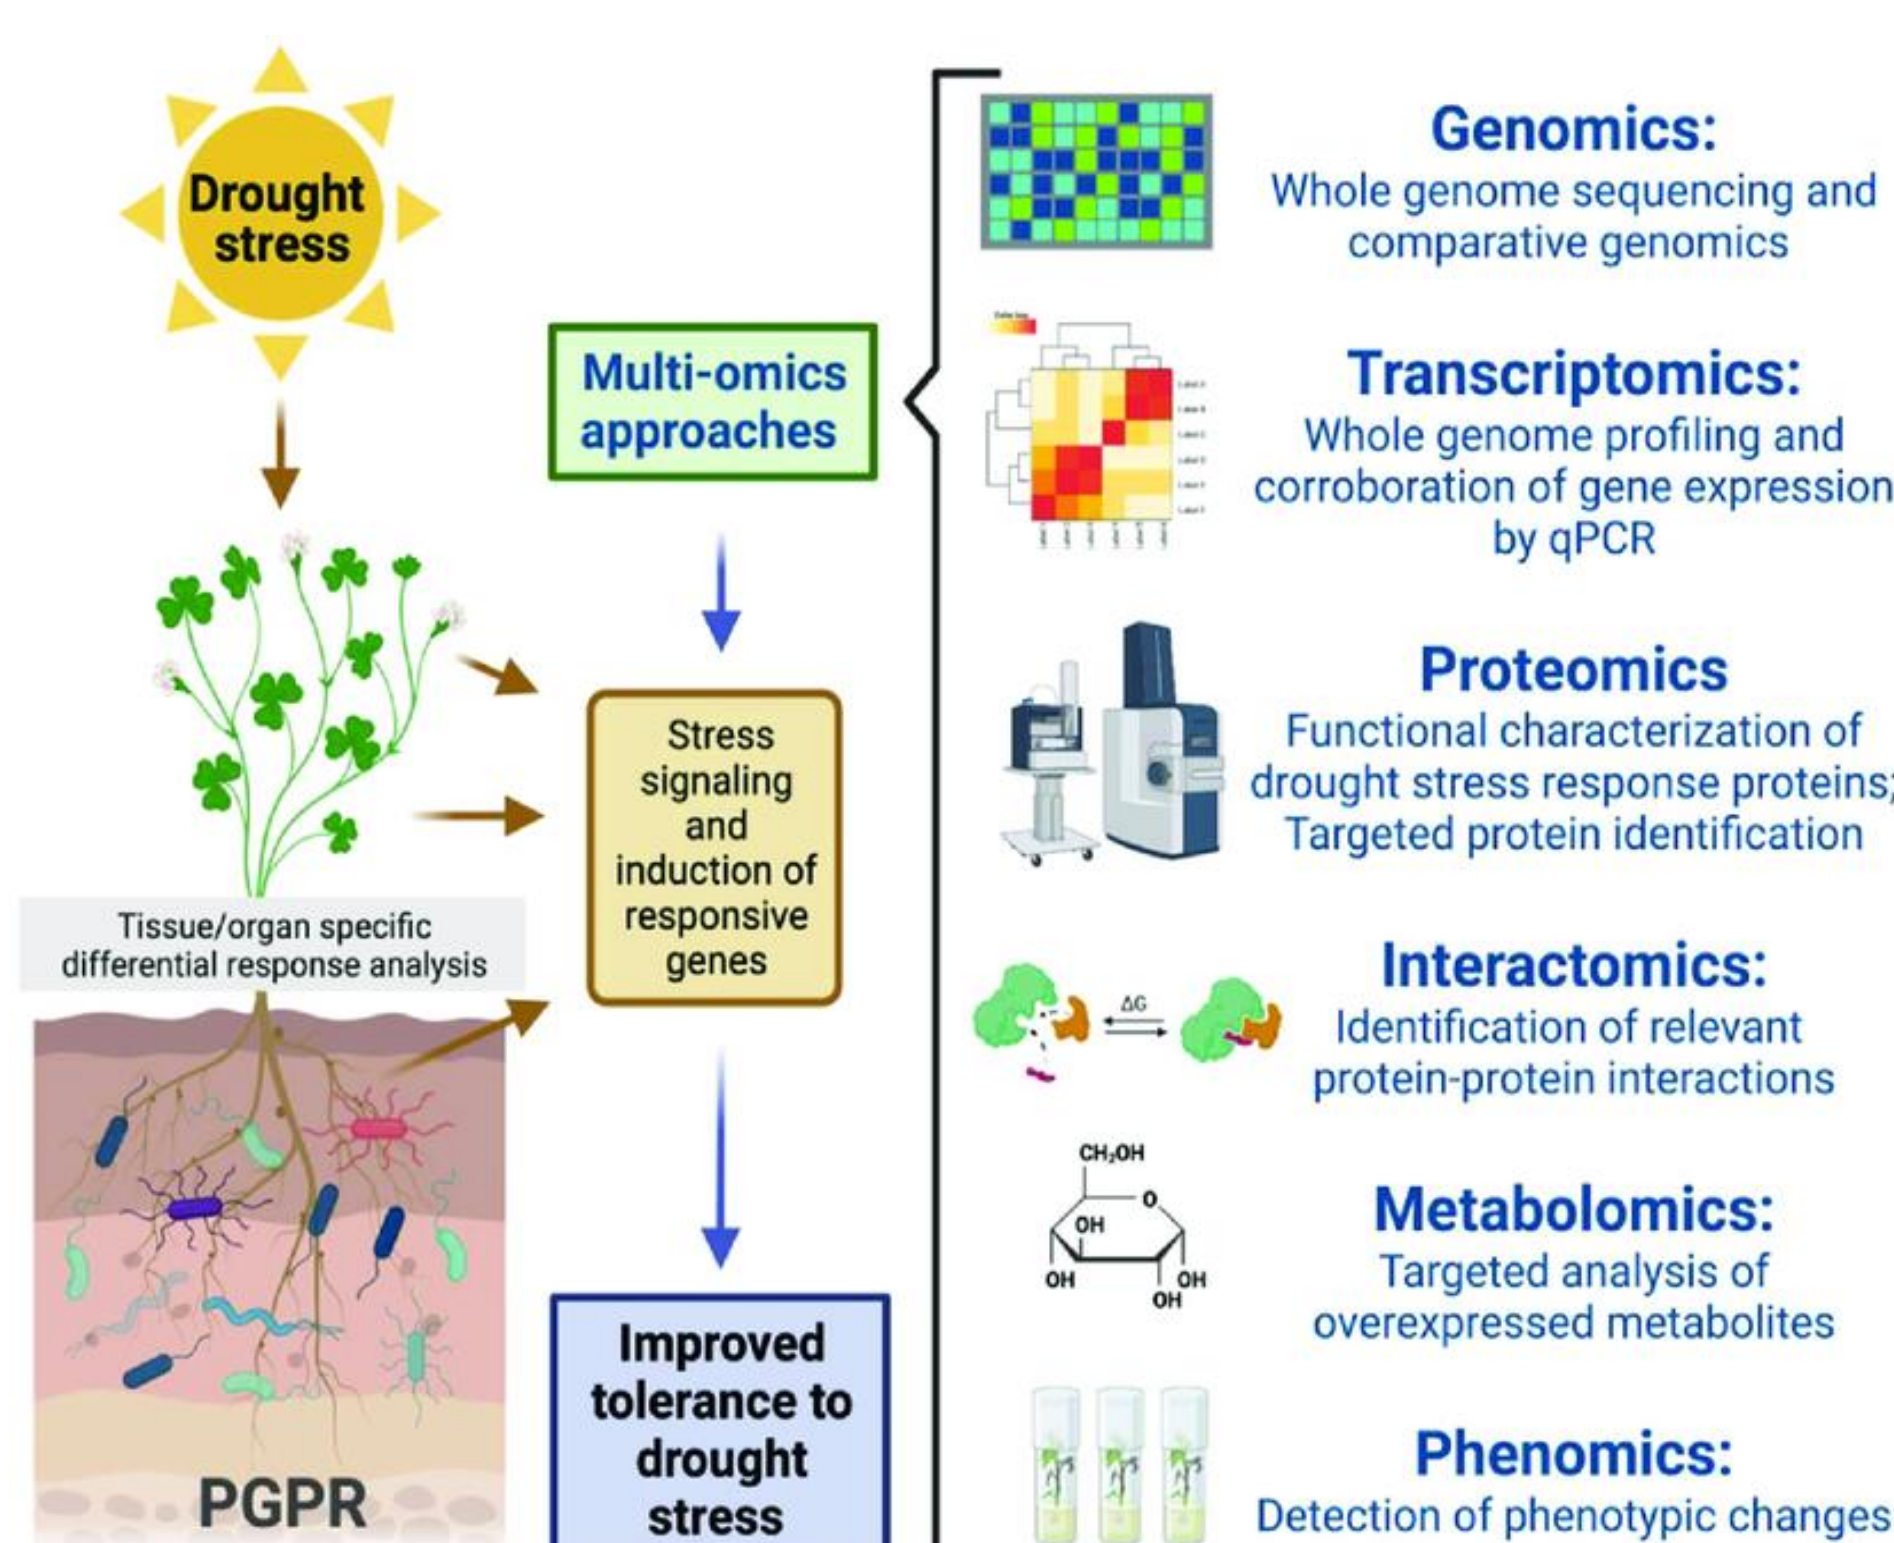 Drought
stress
Multi-omics
approaches
Stress
signaling
and
induction of
responsive
genes
Tissue/organ specific
differential response analysis
PGPR
Improved
tolerance to
drought
stress
Genomics:
Whole genome sequencing and
comparative genomics
Transcriptomics:
Whole genome profiling and
corroboration of gene expression
by qPCR
Proteomics
Functional characterization of
drought stress response proteins;
Targeted protein identification
ΔG
Interactomics:
Identification of relevant
protein-protein interactions
CH₂OH
O
OH
OH
OH
OH
Metabolomics:
Targeted analysis of
overexpressed metabolites
Phenomics:
Detection of phenotypic changes